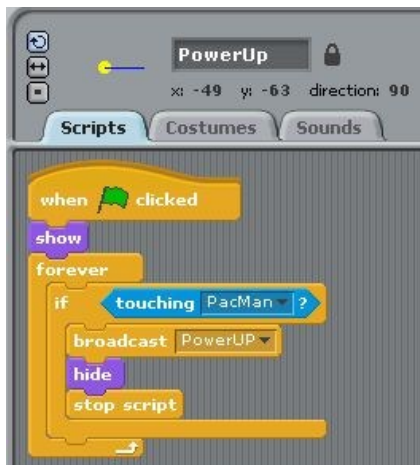 PowerUp
x: -49 y: -63 direction: 90
Scripts Costumes Sounds
when clicked
show
forever
if touching PacMan ?
broadcast PowerUP
hide
stop script